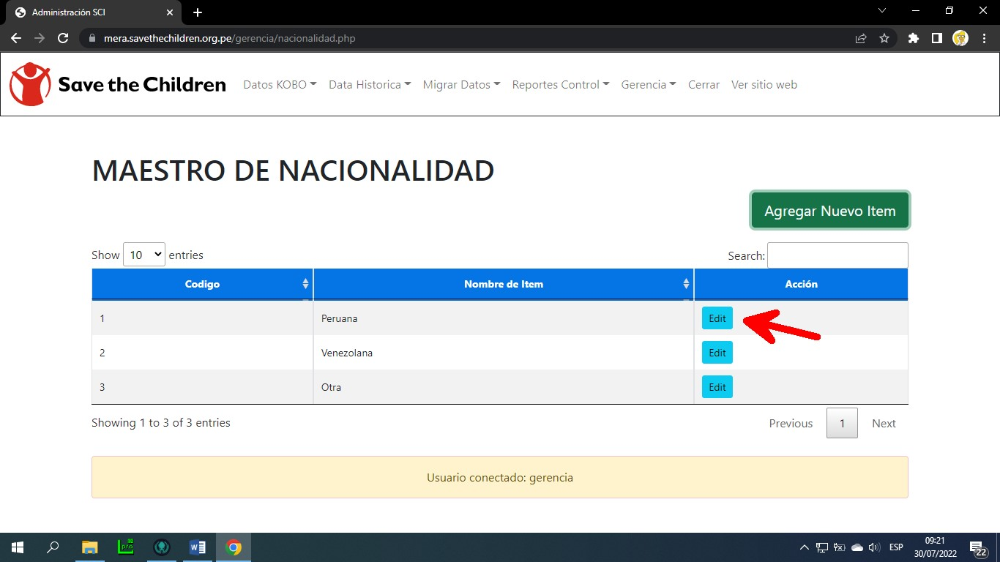 Administración SCI
mera.savethechildren.org.pe/gerencia/nacionalidad.php
Save the Children Datos KOBO Data Historica Migrar Datos Reportes Control Gerencia Cerrar Ver sitio web
MAESTRO DE NACIONALIDAD
Agregar Nuevo Item
Show 10 entries Search:
Codigo Nombre de Item Acción
1 Peruana Edit
2 Venezolana Edit
3 Otra Edit
Showing 1 to 3 of 3 entries Previous 1 Next
Usuario conectado: gerencia
ESP 09:21
30/07/2022 22